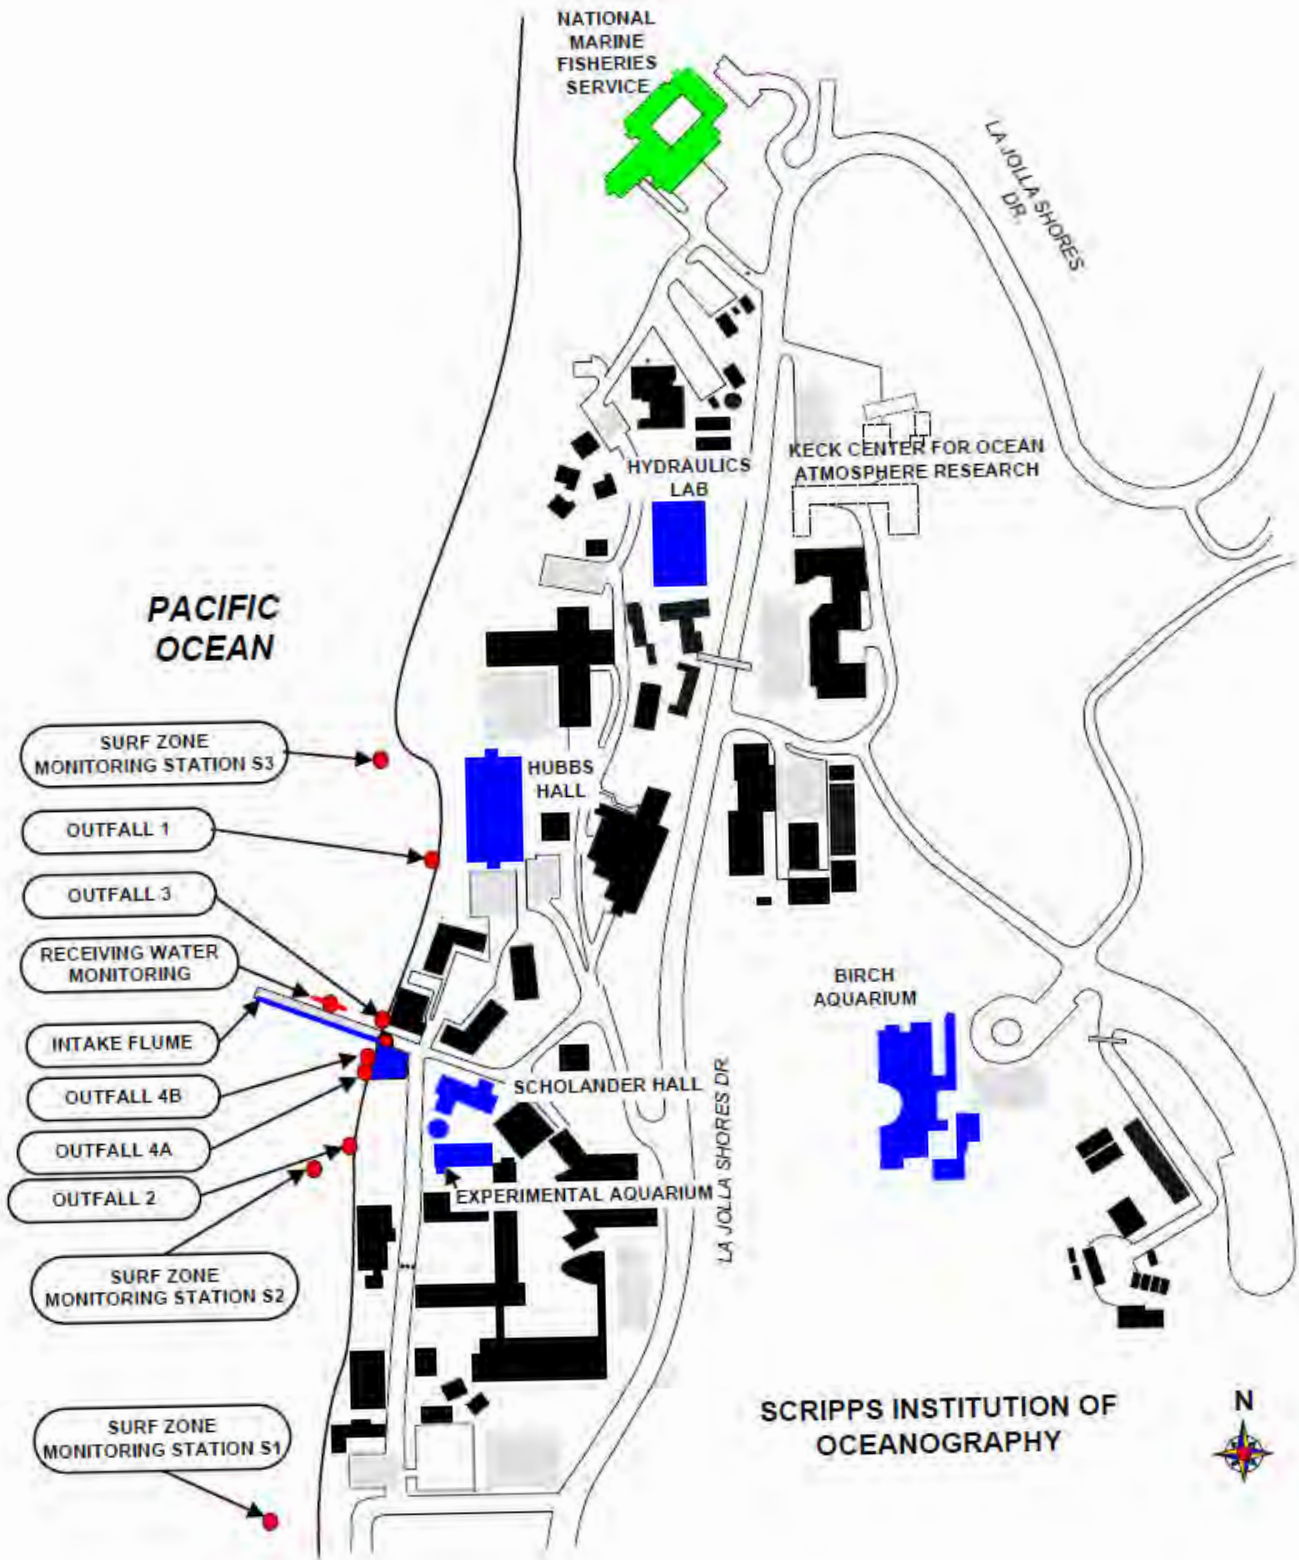 NATIONAL
MARINE
FISHERIES
SERVICE
LA JOLLA SHORES
DR.
HYDRAULICS
LAB
KECK CENTER FOR OCEAN
ATMOSPHERE RESEARCH
PACIFIC
OCEAN
SURF ZONE
MONITORING STATION S3
HUBBS
HALL
OUTFALL 1
OUTFALL 3
RECEIVING WATER
MONITORING
BIRCH
AQUARIUM
INTAKE FLUME
OUTFALL 4B
SCHOLANDER HALL
OUTFALL 4A
OUTFALL 2
EXPERIMENTAL AQUARIUM
LA JOLLA SHORES DR
SURF ZONE
MONITORING STATION S2
SURF ZONE
MONITORING STATION S1
SCRIPPS INSTITUTION OF
OCEANOGRAPHY
N